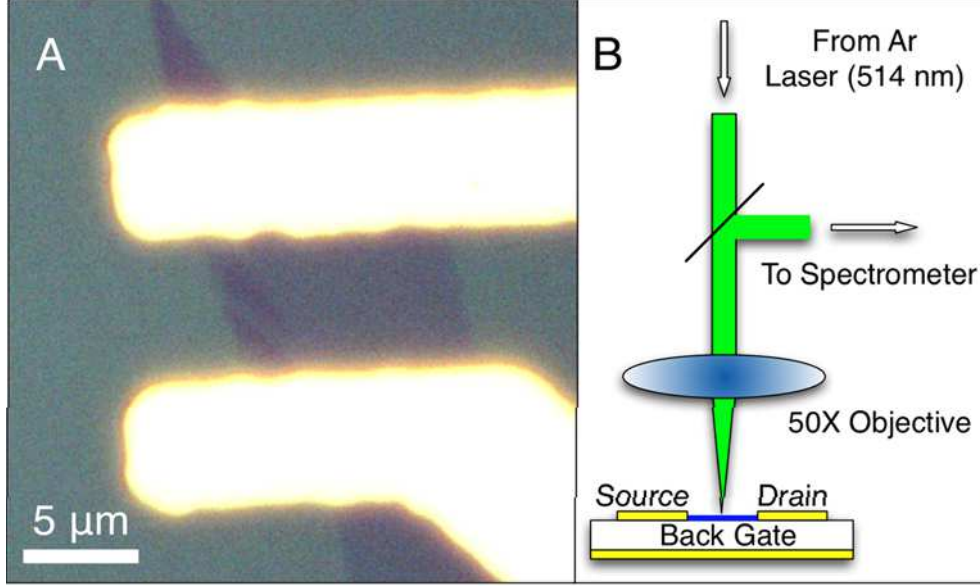 A
5 µm
B
From Ar
Laser (514 nm)
To Spectrometer
50X Objective
Source
Drain
Back Gate